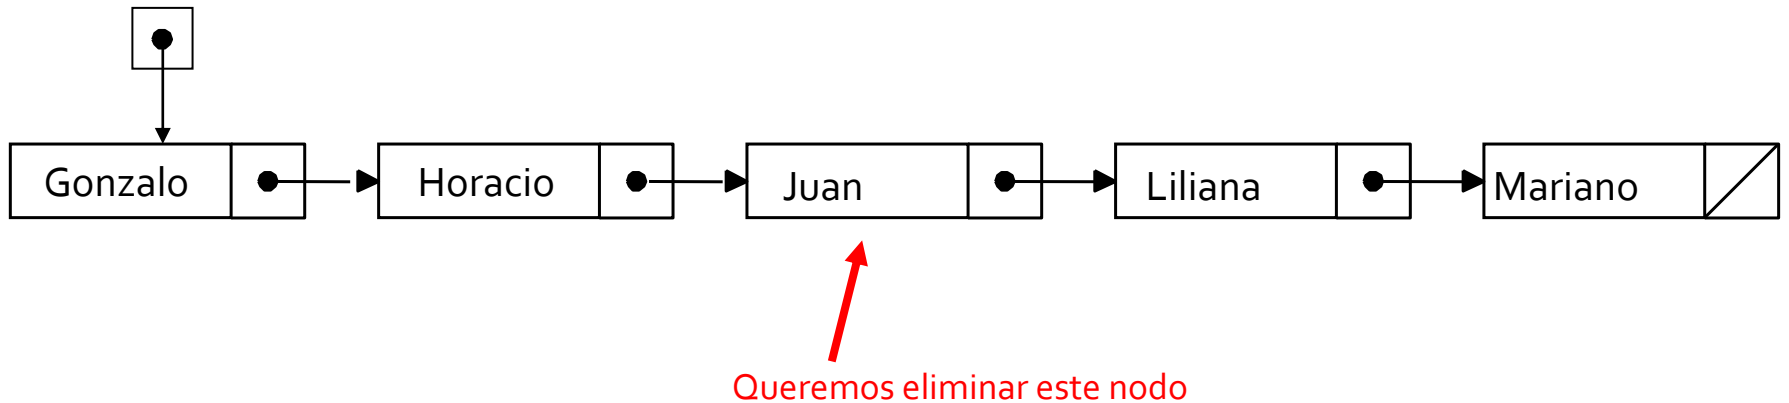 Gonzalo
Horacio
Juan
Liliana
Mariano
Queremos eliminar este nodo